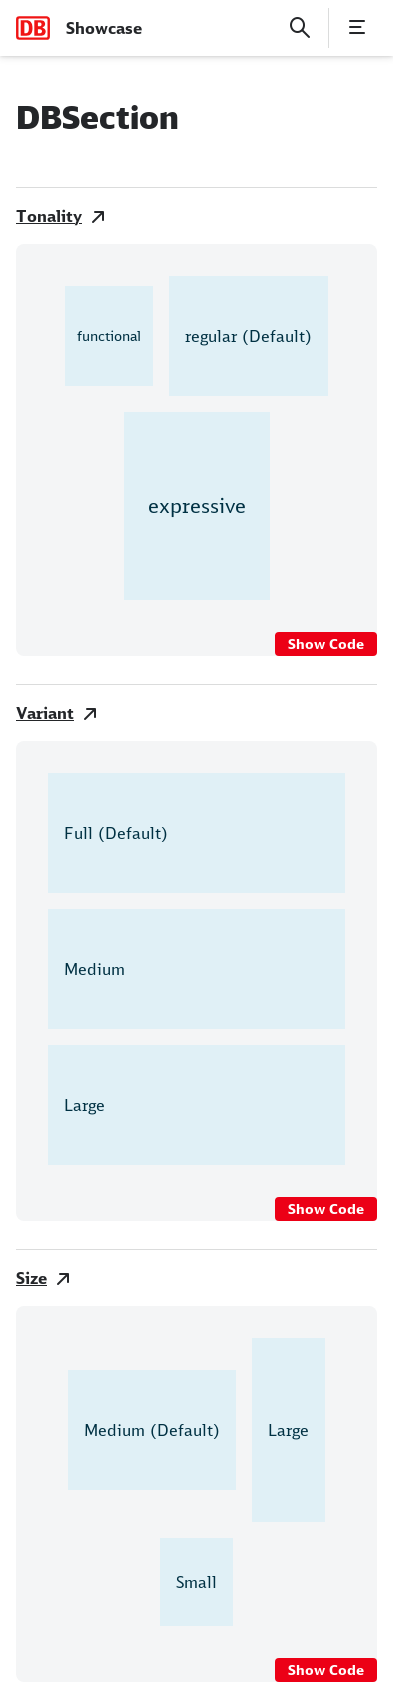 DB Showcase
DBSection
Tonality
functional
regular (Default)
expressive
Show Code
Variant
Full (Default)
Medium
Large
Show Code
Size
Medium (Default)
Large
Small
Show Code